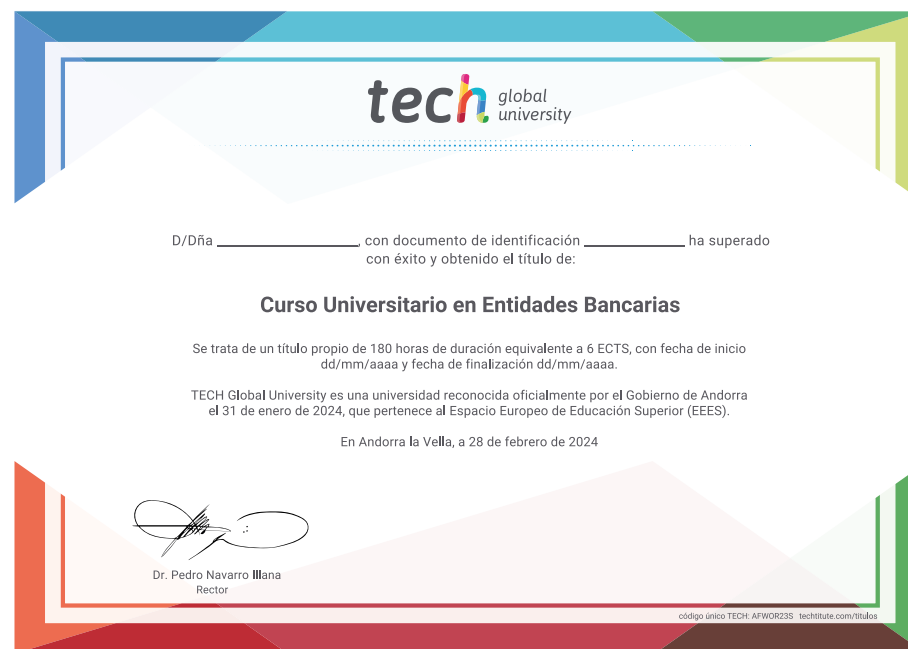 tech global university
D/Dña ____________, con documento de identificación ____________ ha superado
con éxito y obtenido el título de:
Curso Universitario en Entidades Bancarias
Se trata de un título propio de 180 horas de duración equivalente a 6 ECTS, con fecha de inicio
dd/mm/aaaa y fecha de finalización dd/mm/aaaa.
TECH Global University es una universidad reconocida oficialmente por el Gobierno de Andorra
el 31 de enero de 2024, que pertenece al Espacio Europeo de Educación Superior (EEES).
En Andorra la Vella, a 28 de febrero de 2024
Dr. Pedro Navarro Illana
Rector
código único TECH: AFWOR23S techtitute.com/titulos